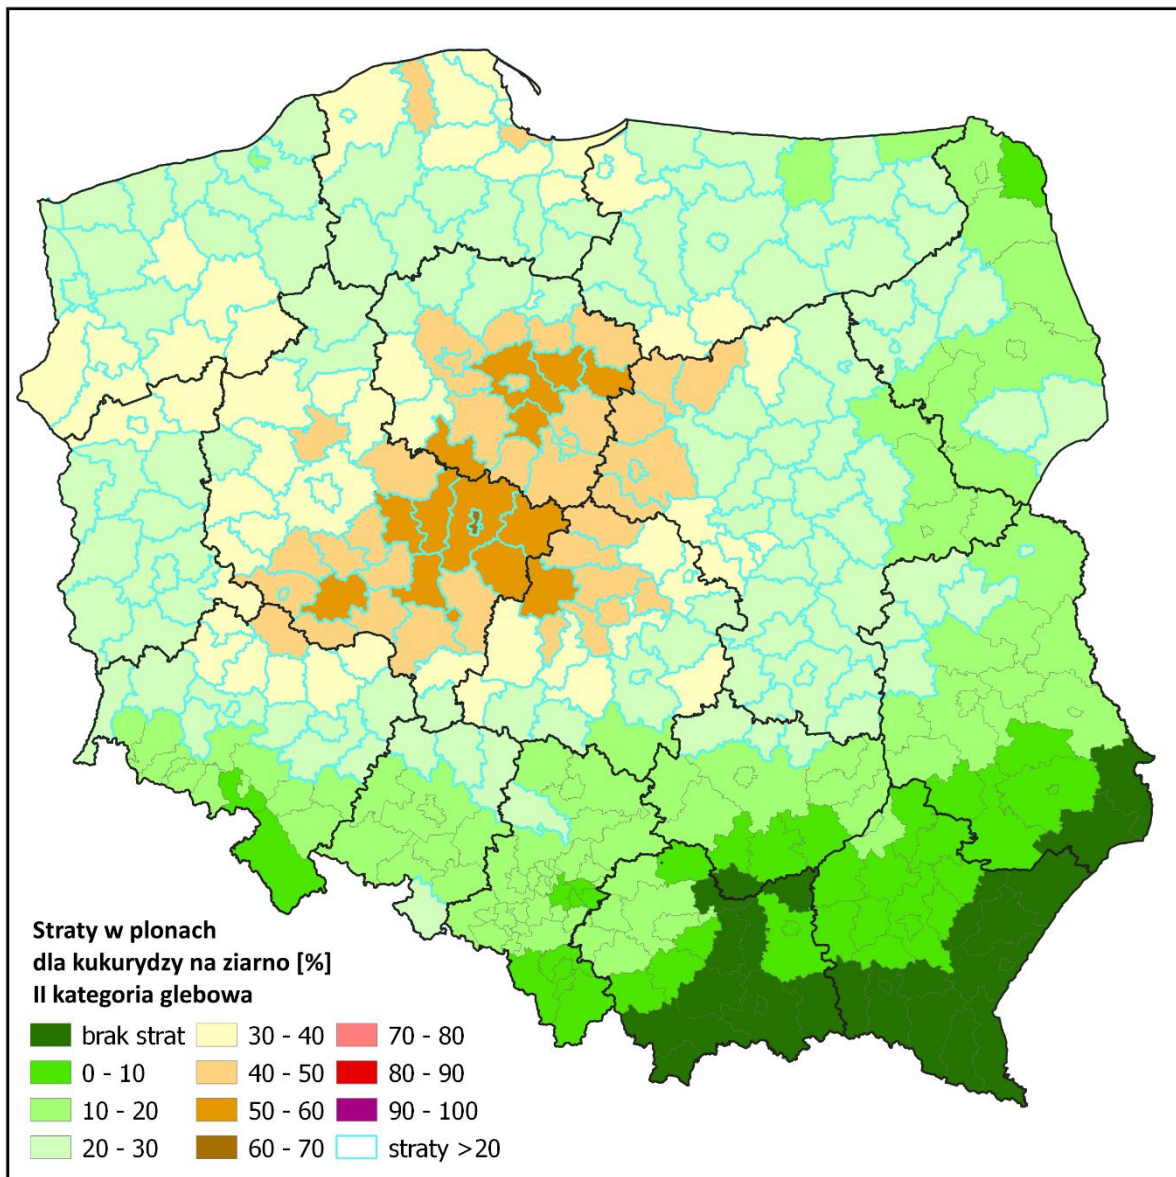 Straty w plonach
dla kukurydzy na ziarno [%]
II kategoria glebowa
brak strat
0 - 10
10 - 20
20 - 30
30 - 40
40 - 50
50 - 60
60 - 70
70 - 80
80 - 90
90 - 100
straty >20